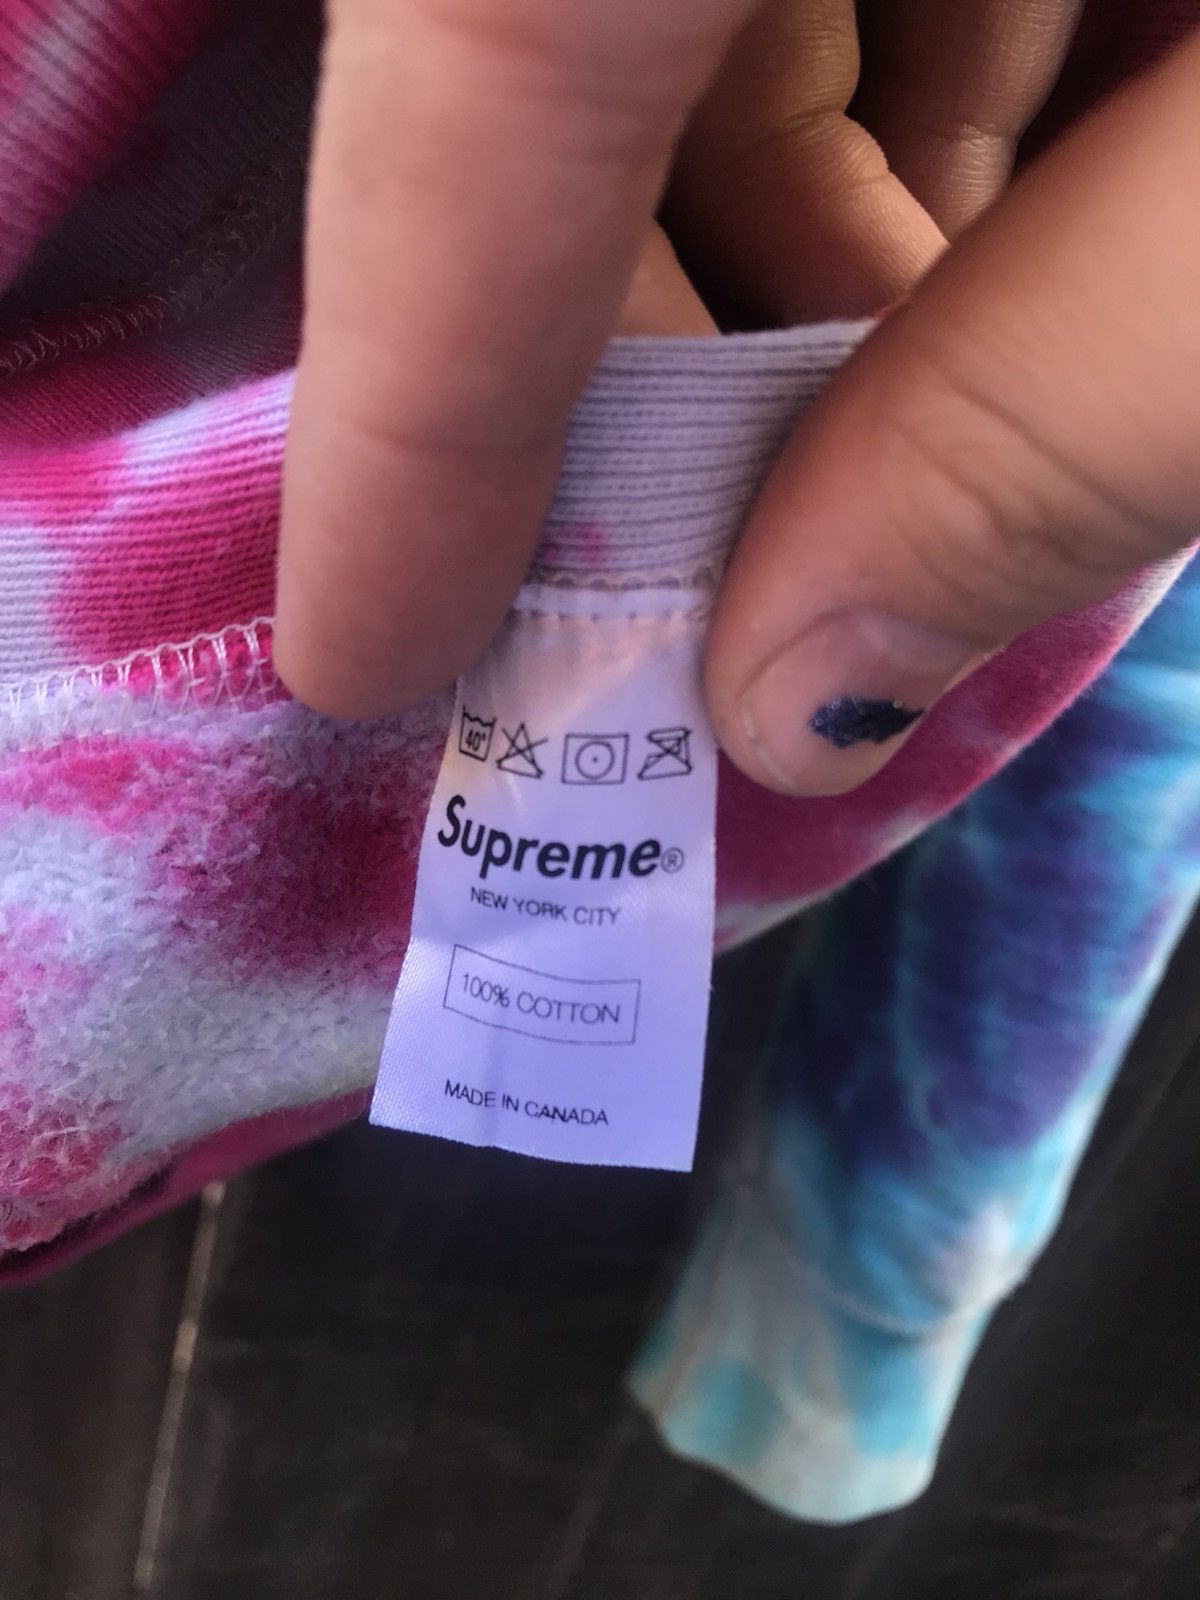 40°
Supreme®
NEW YORK CITY
100% COTTON
MADE IN CANADA